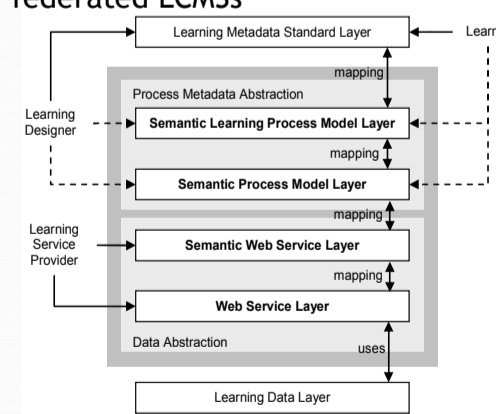 federated LCMSs
Learning Metadata Standard Layer
Learn
mapping
Process Metadata Abstraction
Learning
Designer
Semantic Learning Process Model Layer
mapping
Semantic Process Model Layer
mapping
Learning
Service
Provider
Semantic Web Service Layer
mapping
Web Service Layer
Data Abstraction
uses
Learning Data Layer